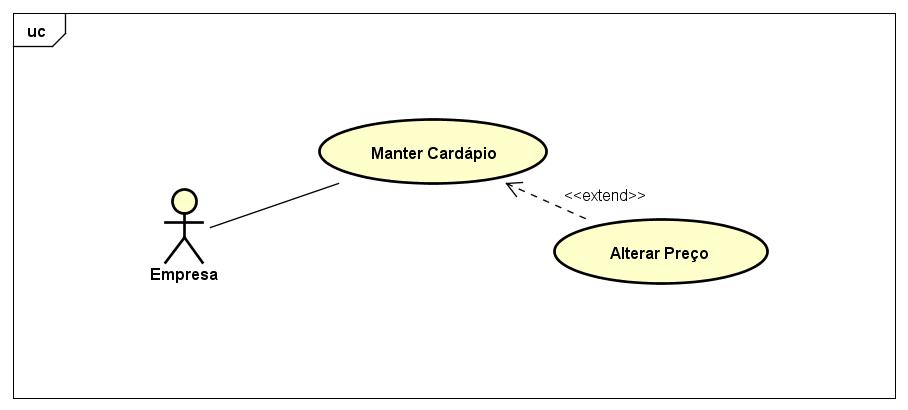 uc
Manter Cardápio
<<extend>>
Alterar Preço
Empresa